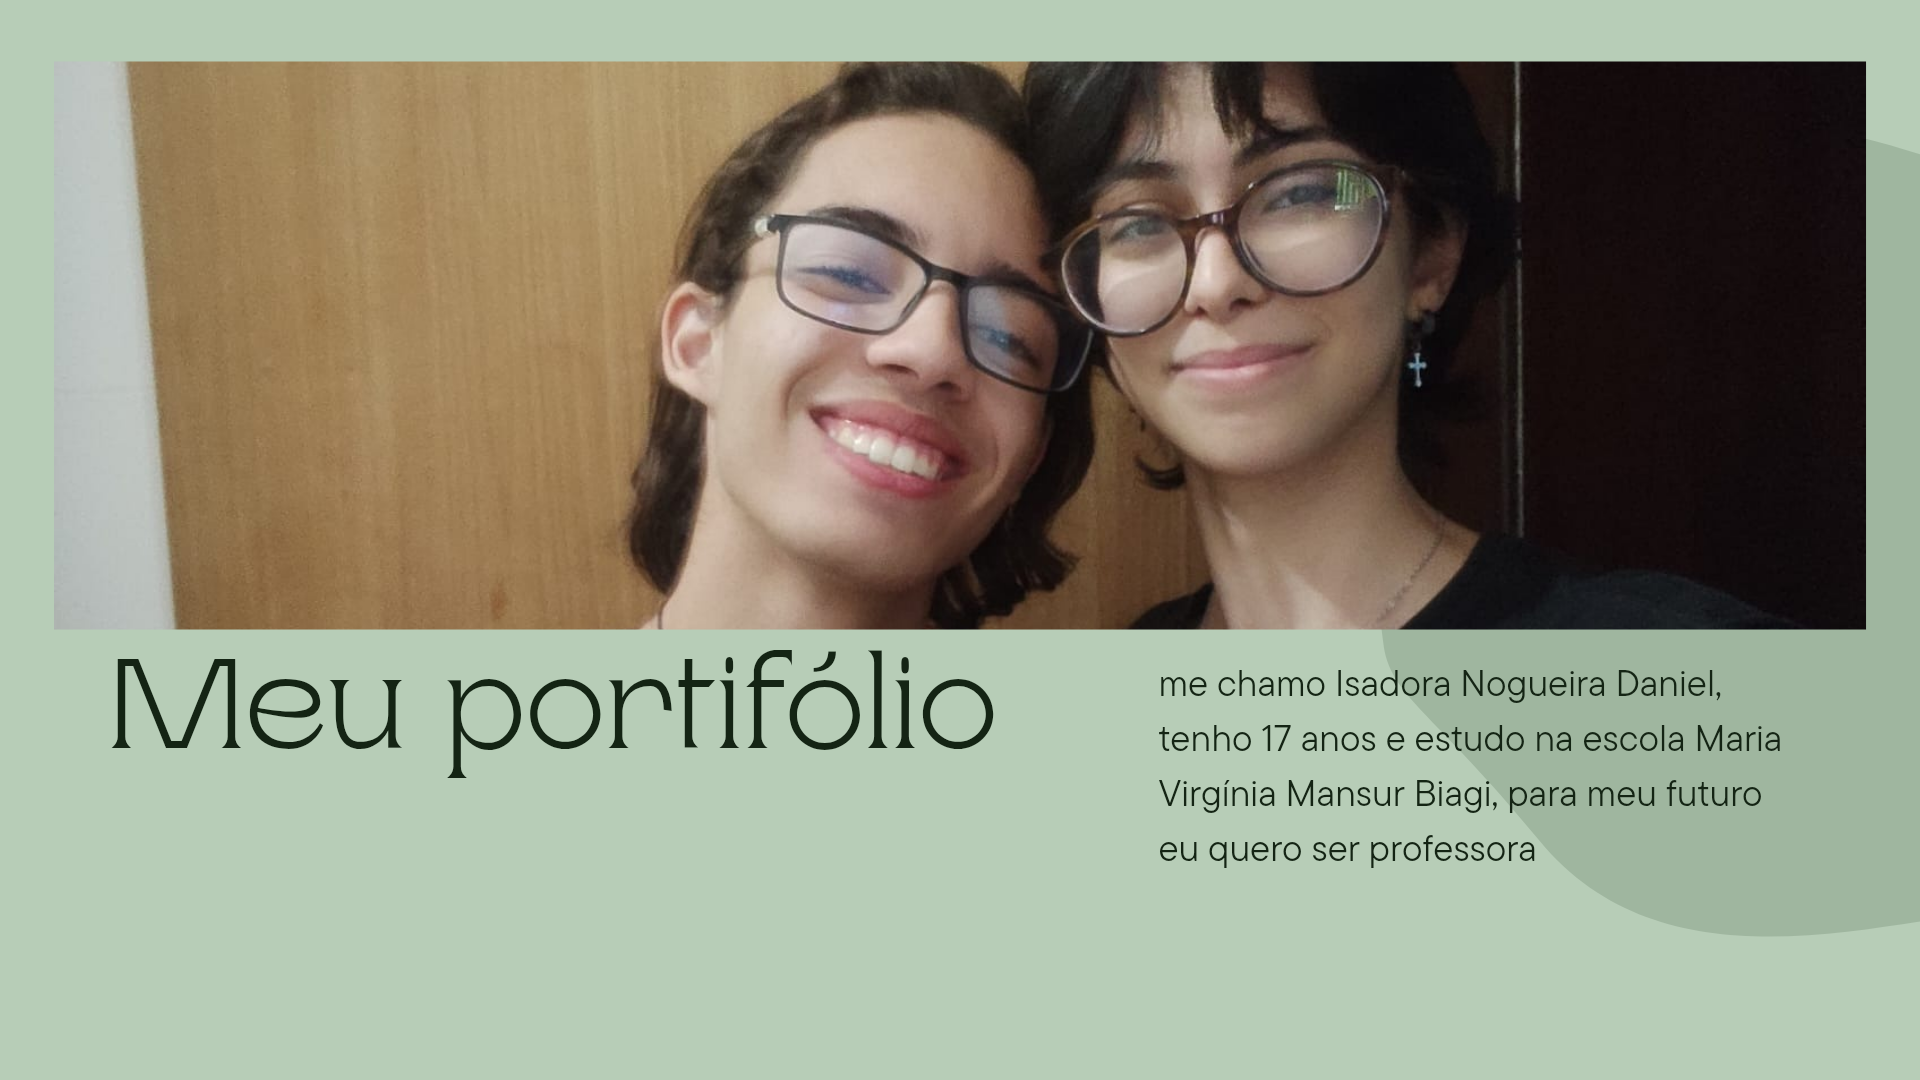 Meu portifólio
me chamo Isadora Nogueira Daniel,
tenho 17 anos e estudo na escola Maria
Virgínia Mansur Biagi, para meu futuro
eu quero ser professora